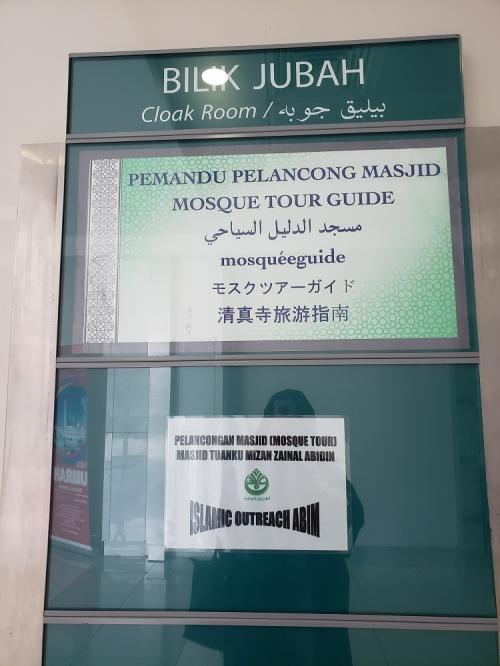 BILIK JUBAH
Cloak Room / بيليق جوبه
PEMANDU PELANCONG MASJID
MOSQUE TOUR GUIDE
مسجد الدليل السياحي
mosquéeguide
モスクツアーガイド
清真寺旅游指南
PELANCONGAN MASJID (MOSQUE TOUR)
MASJID TUANKU MIZAN ZAINAL ABIDIN
ISLAMIC OUTREACH ABIM
UMRAH